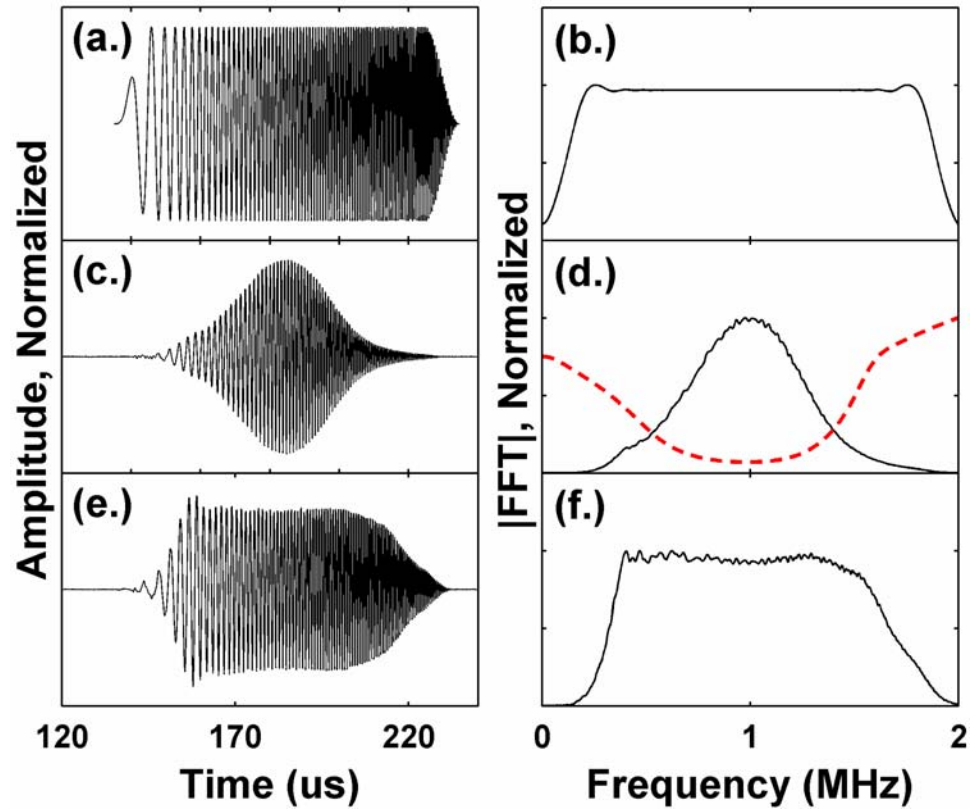 (a.)
(b.)
(c.)
(d.)
(e.)
(f.)
Amplitude, Normalized
|FFT|, Normalized
120
170
220
0
1
2
Time (us)
Frequency (MHz)